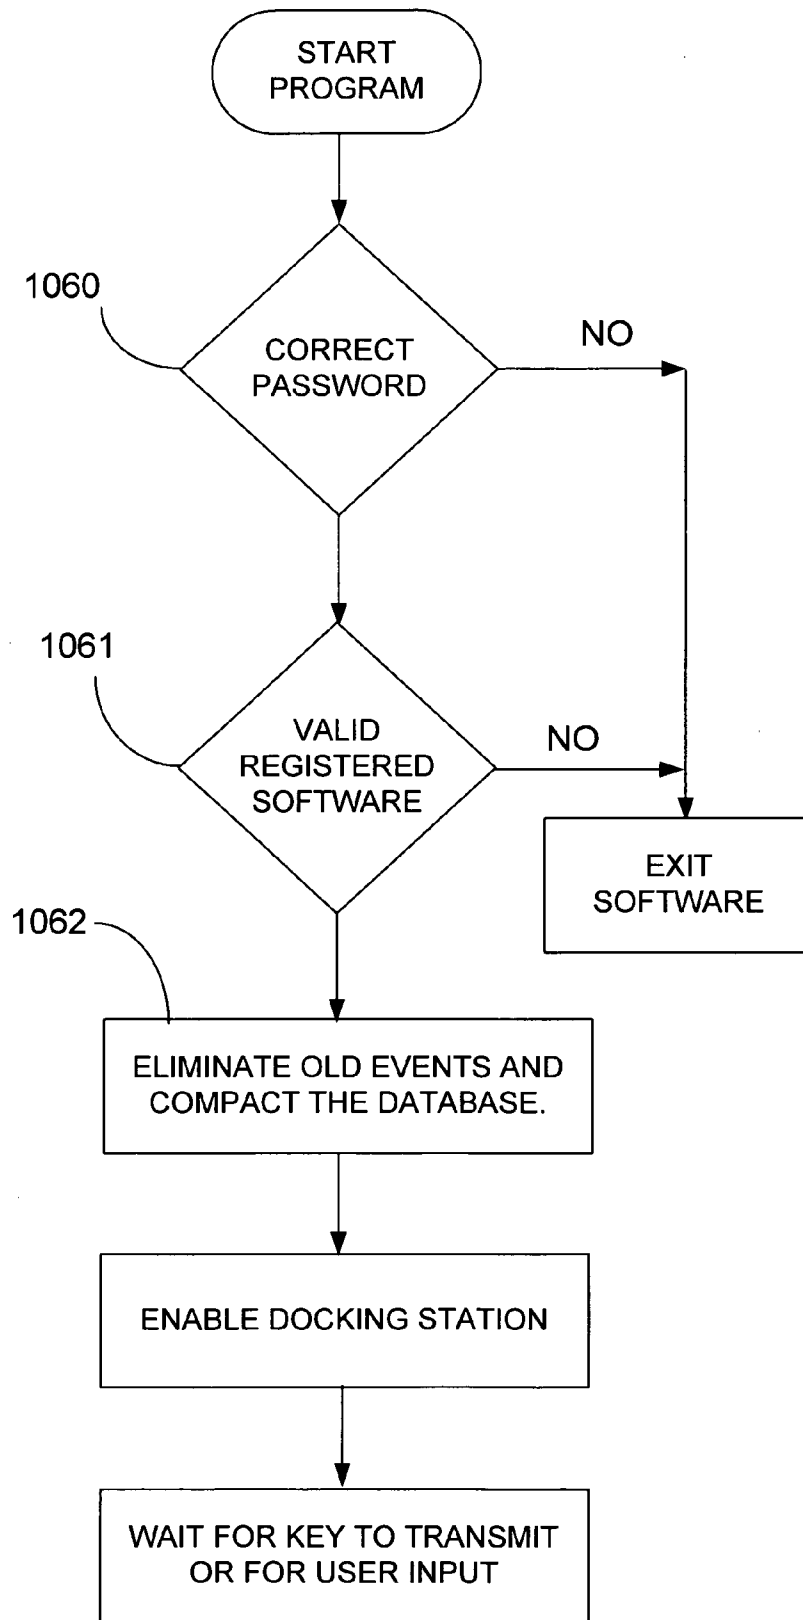 START
PROGRAM
1060
CORRECT
PASSWORD
NO
1061
VALID
REGISTERED
SOFTWARE
NO
EXIT
SOFTWARE
1062
ELIMINATE OLD EVENTS AND
COMPACT THE DATABASE.
ENABLE DOCKING STATION
WAIT FOR KEY TO TRANSMIT
OR FOR USER INPUT